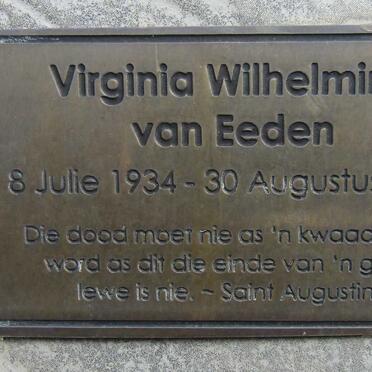 Virginia Wilhelmin
van Eeden
8 Julie 1934 - 30 Augustus
Die dood moet nie as 'n kwaad
word as dit die einde van 'n g
lewe is nie. ~ Saint Augustin